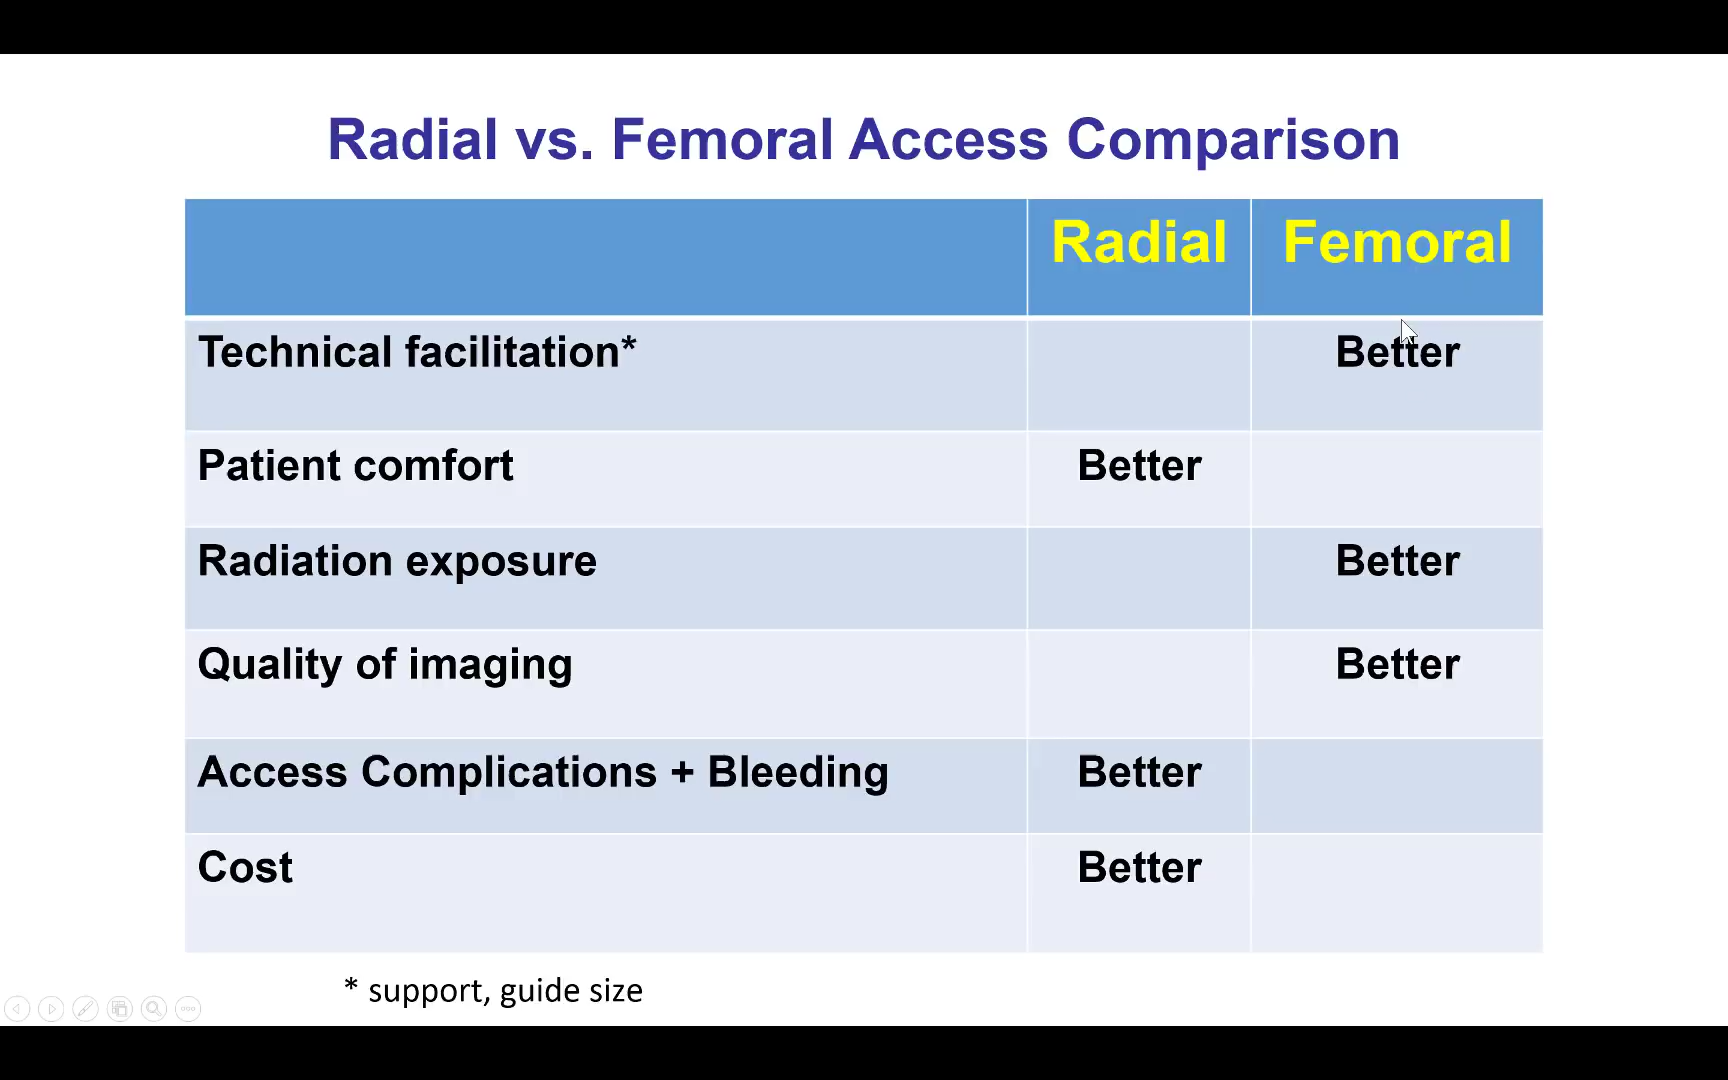 Radial vs. Femoral Access Comparison
Radial Femoral
Technical facilitation* Better
Patient comfort Better
Radiation exposure Better
Quality of imaging Better
Access Complications + Bleeding Better
Cost Better
* support, guide size